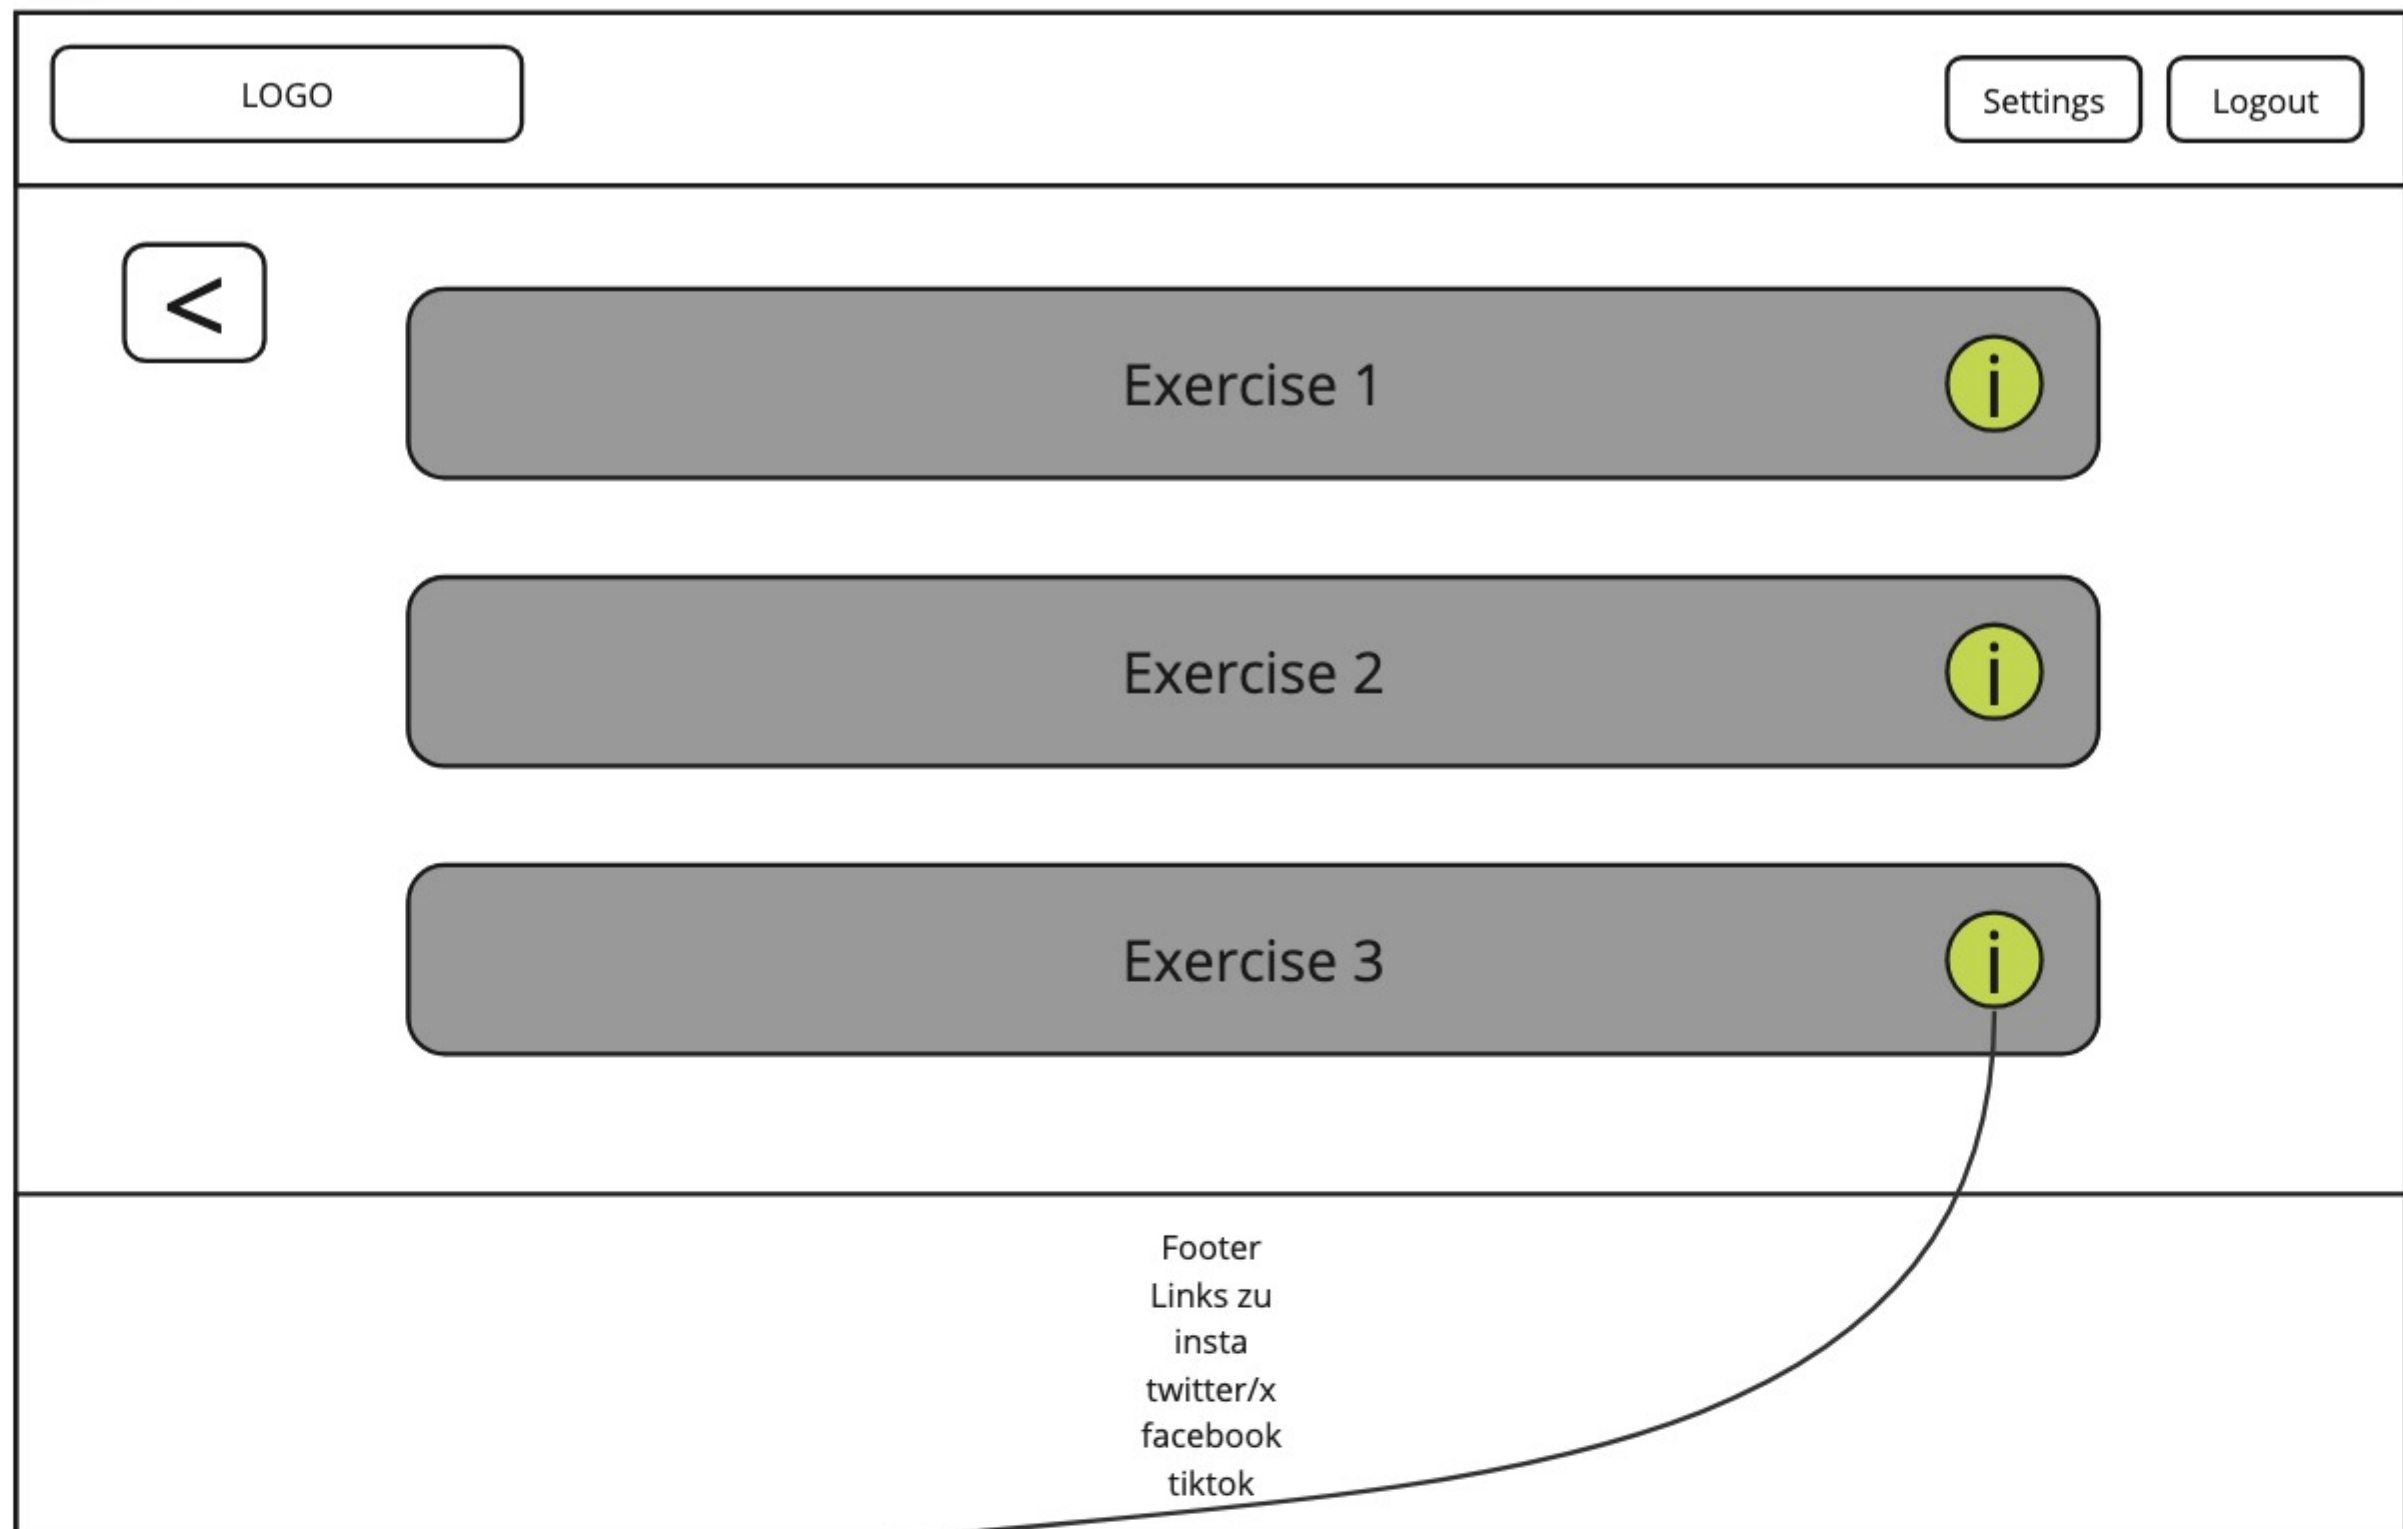 LOGO
Settings
Logout
<
Exercise 1
i
Exercise 2
i
Exercise 3
i
Footer
Links zu
insta
twitter/x
facebook
tiktok